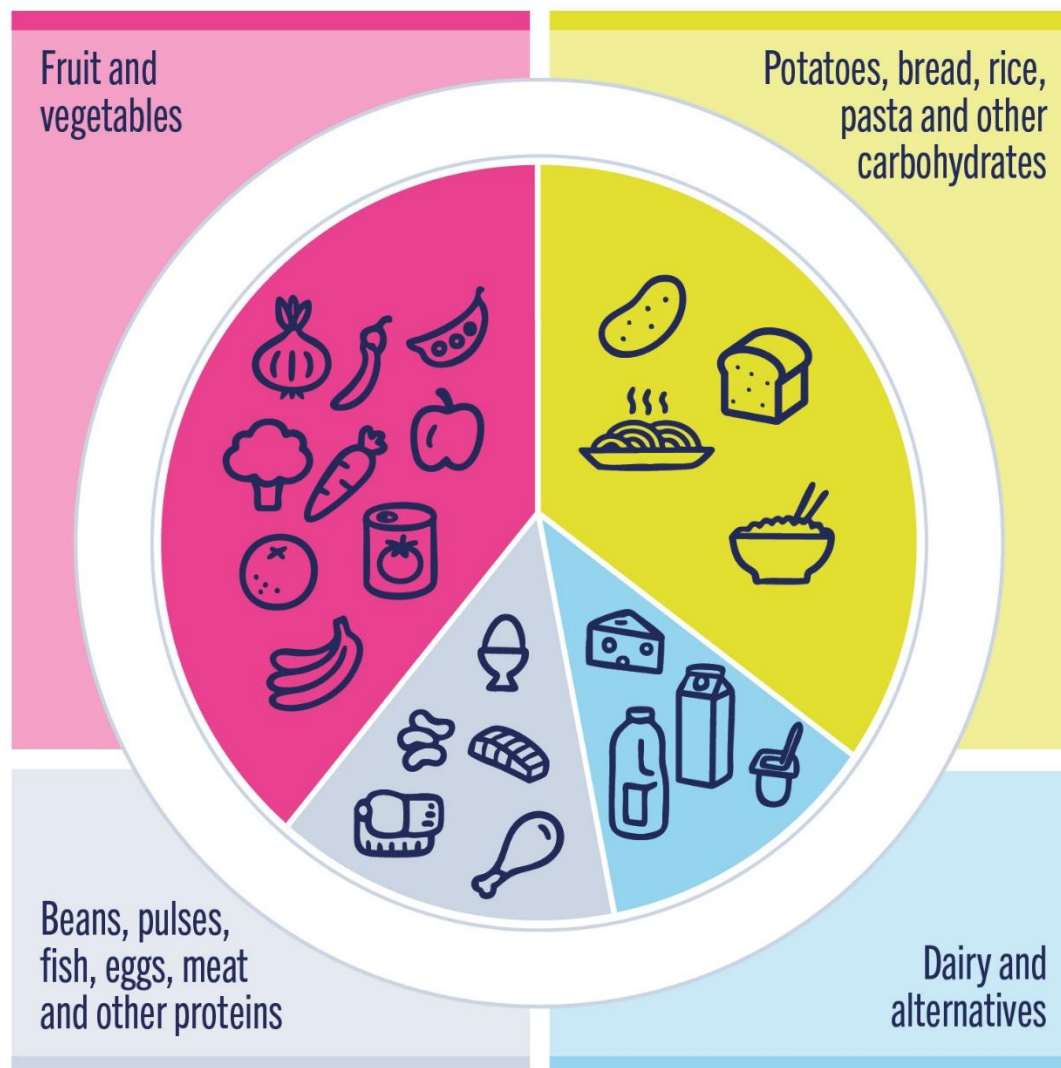 Fruit and
vegetables
Potatoes, bread, rice,
pasta and other
carbohydrates
Beans, pulses,
fish, eggs, meat
and other proteins
Dairy and
alternatives